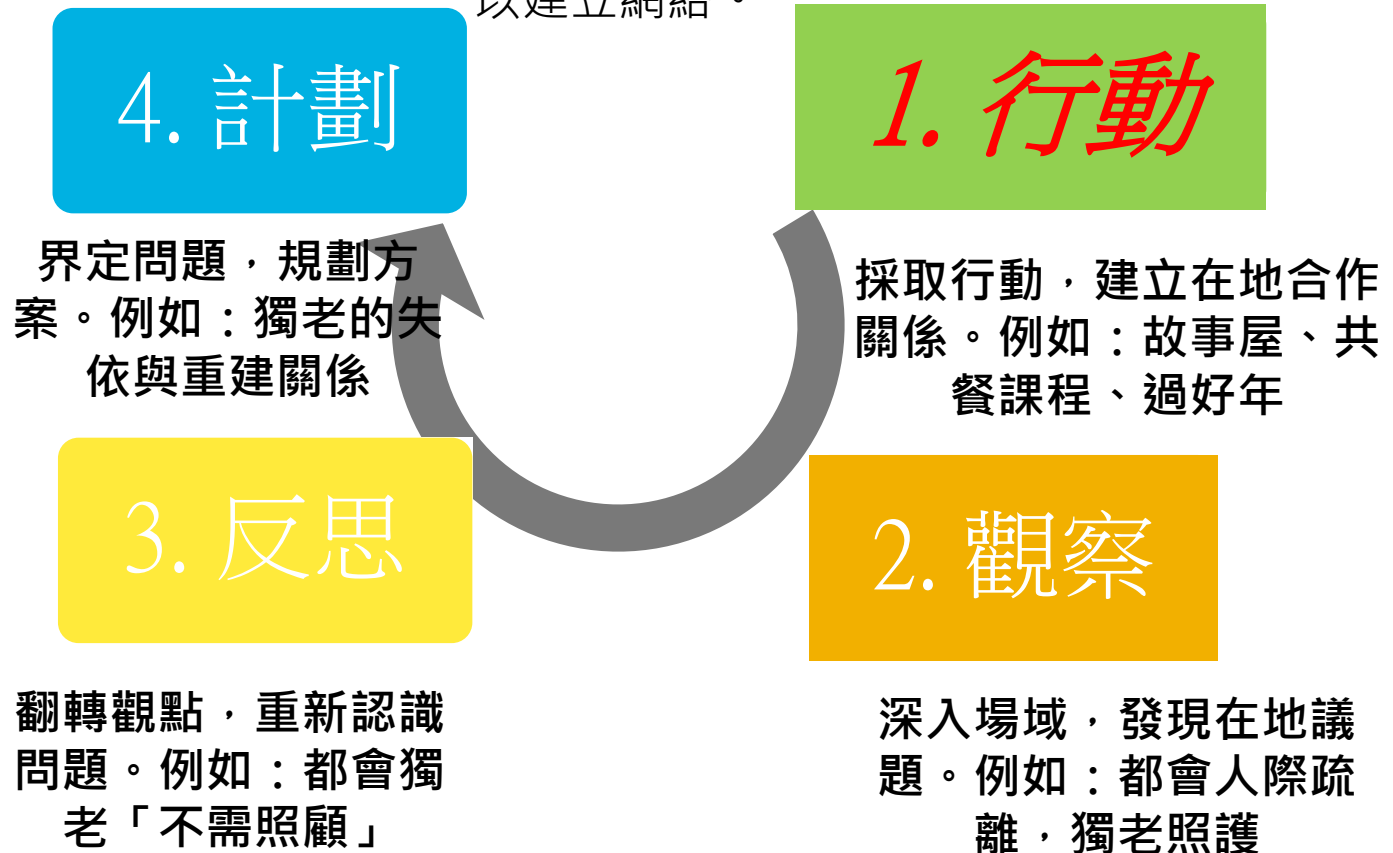 以建立網絡。
4. 計劃
1. 行動
界定問題，規劃方
案。例如：獨老的失
依與重建關係
採取行動，建立在地合作
關係。例如：故事屋、共
餐課程、過好年
3. 反思
2. 觀察
翻轉觀點，重新認識
問題。例如：都會獨
老「不需照顧」
深入場域，發現在地議
題。例如：都會人際疏
離，獨老照護